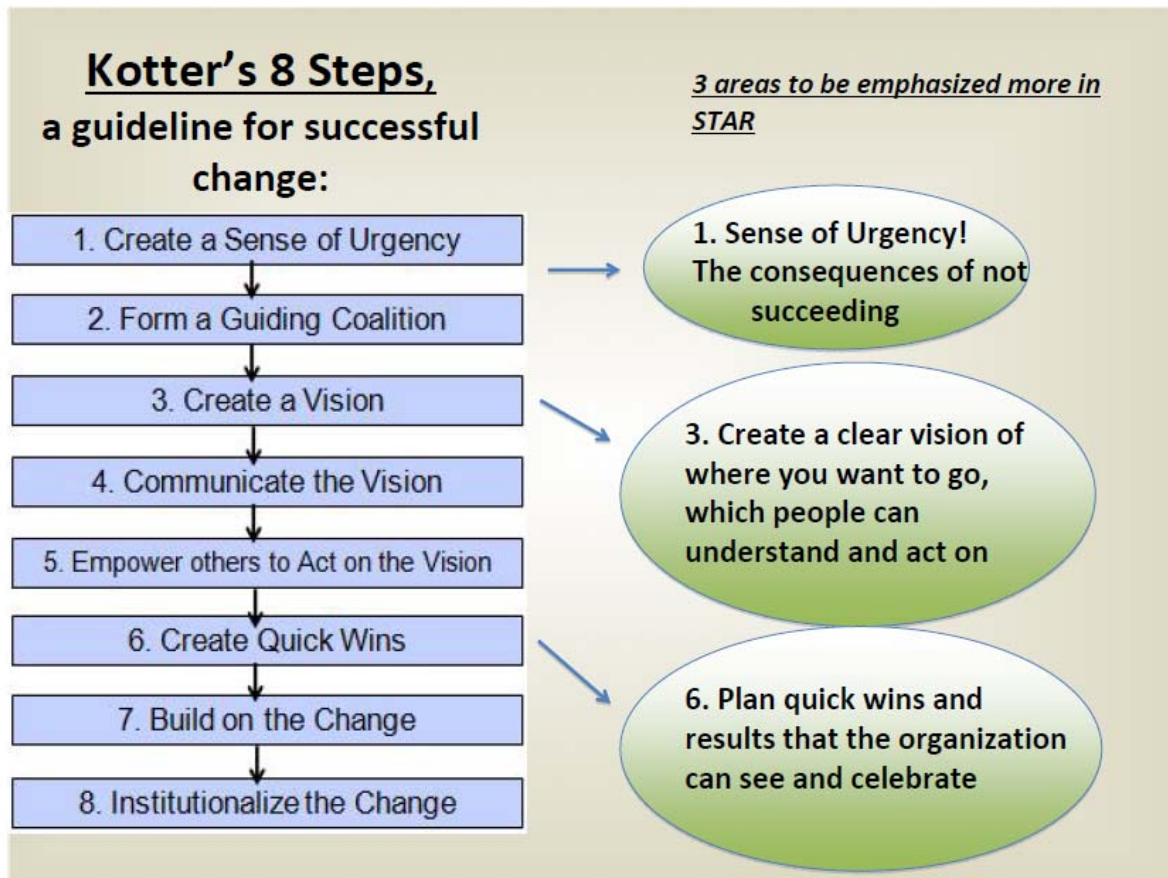 Kotter's 8 Steps,
a guideline for successful
change:
3 areas to be emphasized more in
STAR
1. Create a Sense of Urgency
2. Form a Guiding Coalition
3. Create a Vision
4. Communicate the Vision
5. Empower others to Act on the Vision
6. Create Quick Wins
7. Build on the Change
8. Institutionalize the Change
1. Sense of Urgency!
The consequences of not
succeeding
3. Create a clear vision of
where you want to go,
which people can
understand and act on
6. Plan quick wins and
results that the organization
can see and celebrate